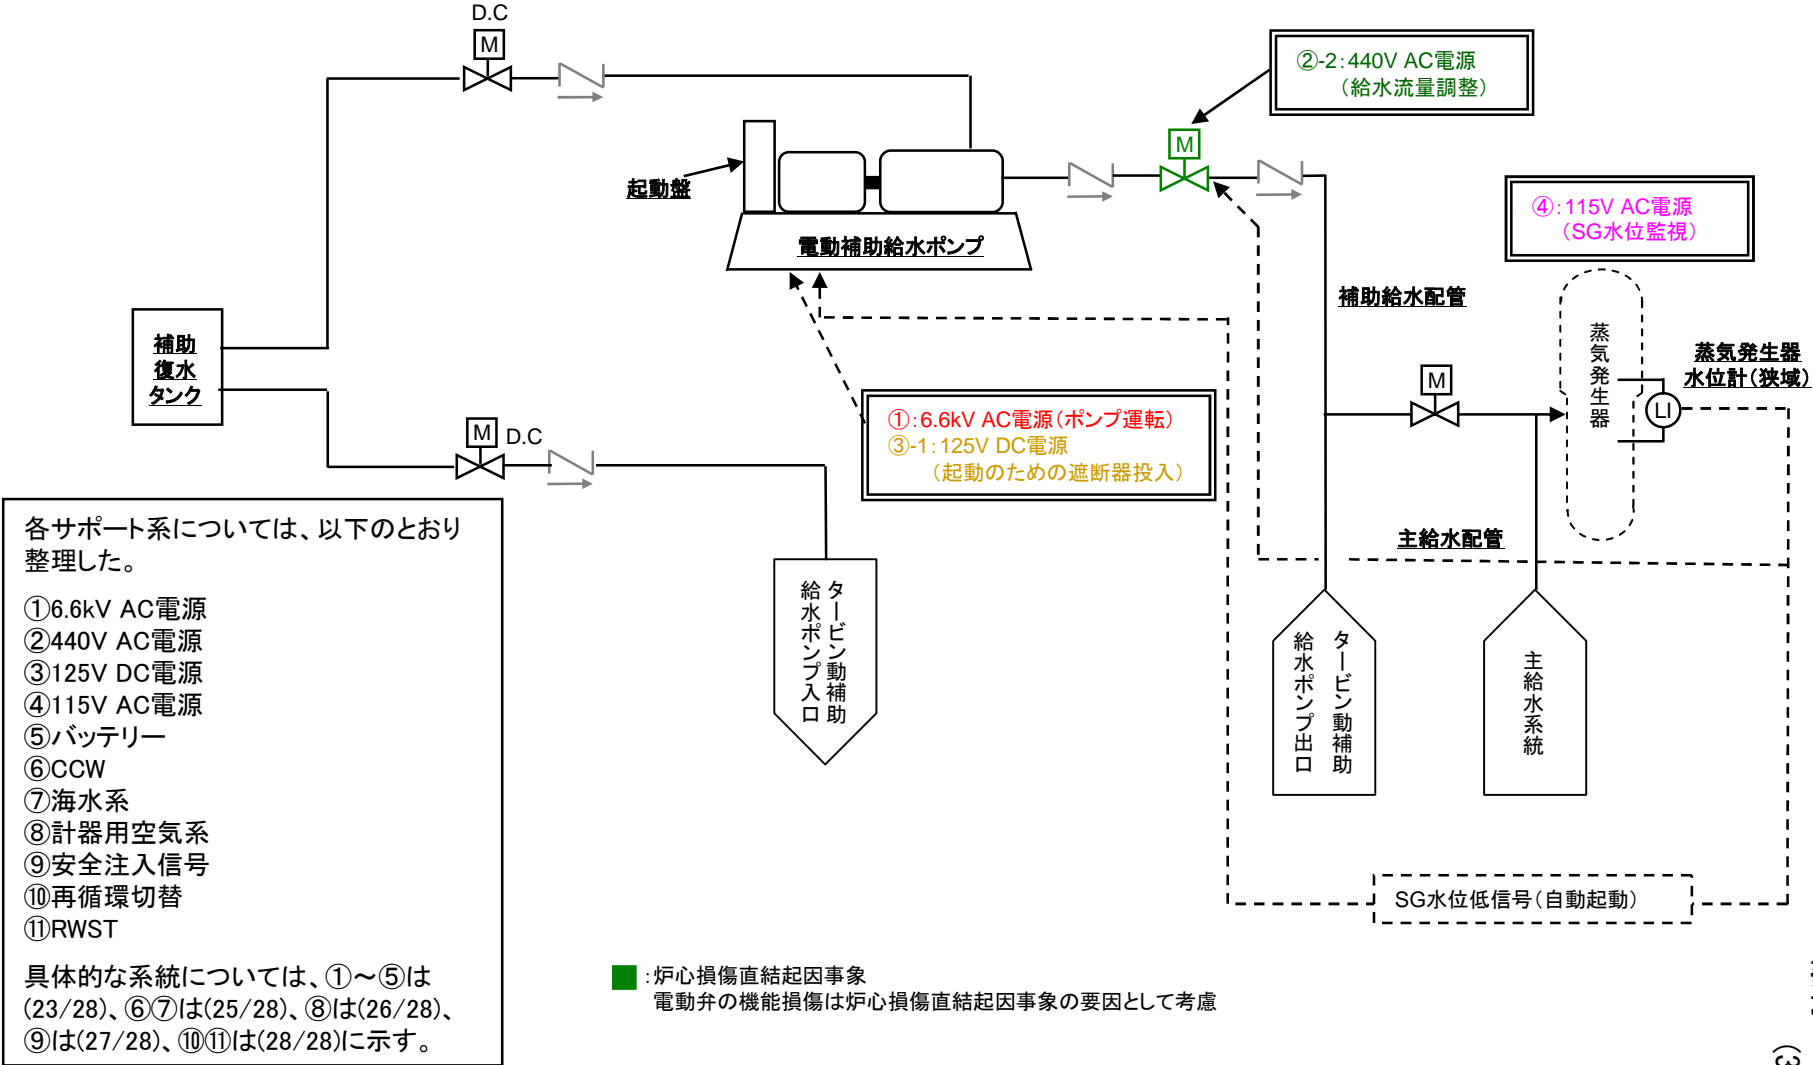 D.C
M
②-2：440V AC電源
（給水流量調整）
M
起動盤
電動補助給水ポンプ
④：115V AC電源
（SG水位監視）
補助給水配管
補助
復水
タンク
蒸気発生器
蒸気発生器
水位計（狭域）
M
LI
①：6.6kV AC電源（ポンプ運転）
③-1：125V DC電源
（起動のための遮断器投入）
M
D.C
主給水配管
各サポート系については、以下のとおり
整理した。
①6.6kV AC電源
②440V AC電源
③125V DC電源
④115V AC電源
⑤バッテリー
⑥CCW
⑦海水系
⑧計器用空気系
⑨安全注入信号
⑩再循環切替
⑪RWST
具体的な系統については、①～⑤は
(23/28)、⑥⑦は(25/28)、⑧は(26/28)、
⑨は(27/28)、⑩⑪は(28/28)に示す。
タービン動補助
給水ポンプ入口
タービン動補助
給水ポンプ出口
主給水系統
SG水位低信号（自動起動）
：炉心損傷直結起因事象
電動弁の機能損傷は炉心損傷直結起因事象の要因として考慮